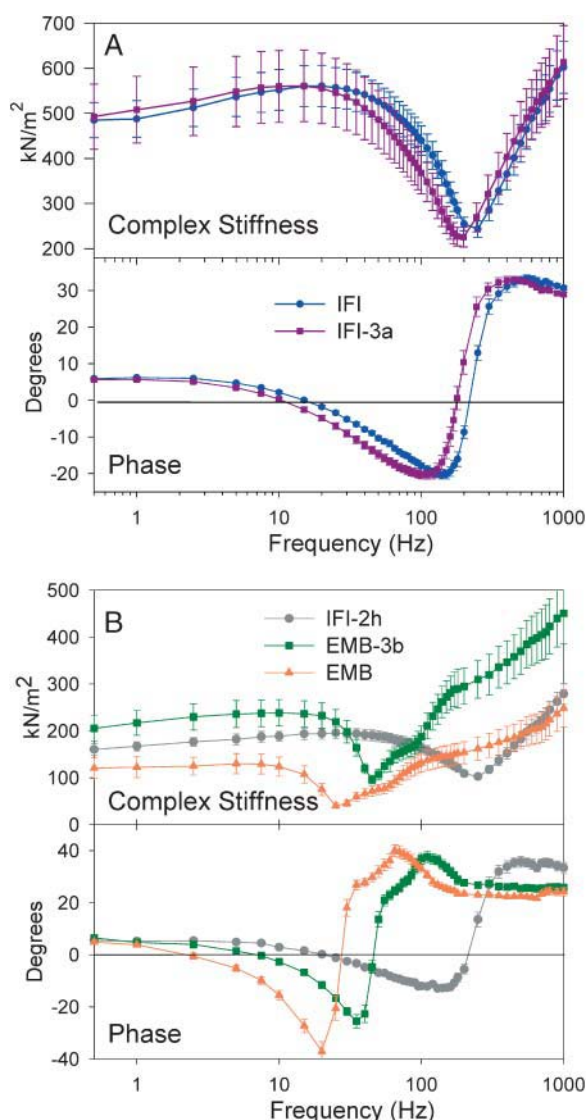 A
700
600
500
400
300
200
kN/m²
Complex Stiffness
30
20
10
0
-10
-20
Degrees
IFI
IFI-3a
Phase
1 10 100 1000
Frequency (Hz)
B
500
400
300
200
100
0
kN/m²
IFI-2h
EMB-3b
EMB
Complex Stiffness
40
20
0
-20
-40
Degrees
Phase
1 10 100 1000
Frequency (Hz)